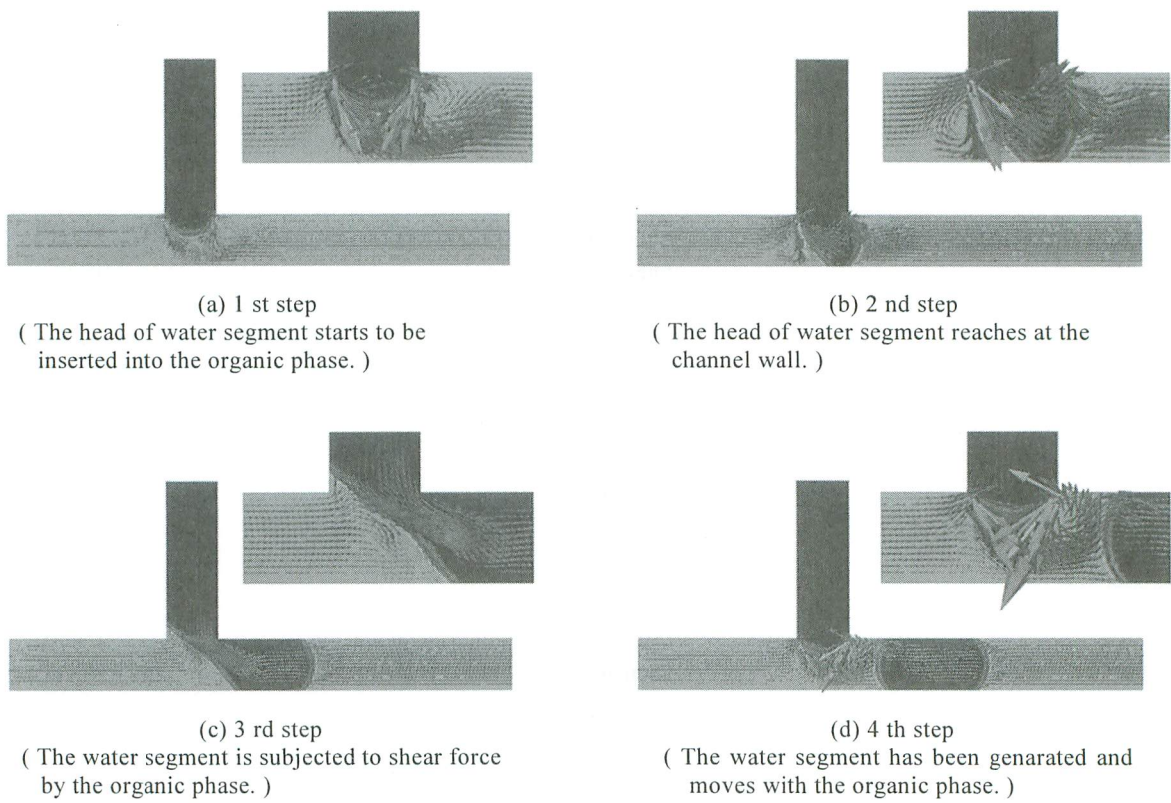 (a) 1 st step
( The head of water segment starts to be
inserted into the organic phase. )
(b) 2 nd step
( The head of water segment reaches at the
channel wall. )
(c) 3 rd step
( The water segment is subjected to shear force
by the organic phase. )
(d) 4 th step
( The water segment has been genarated and
moves with the organic phase. )